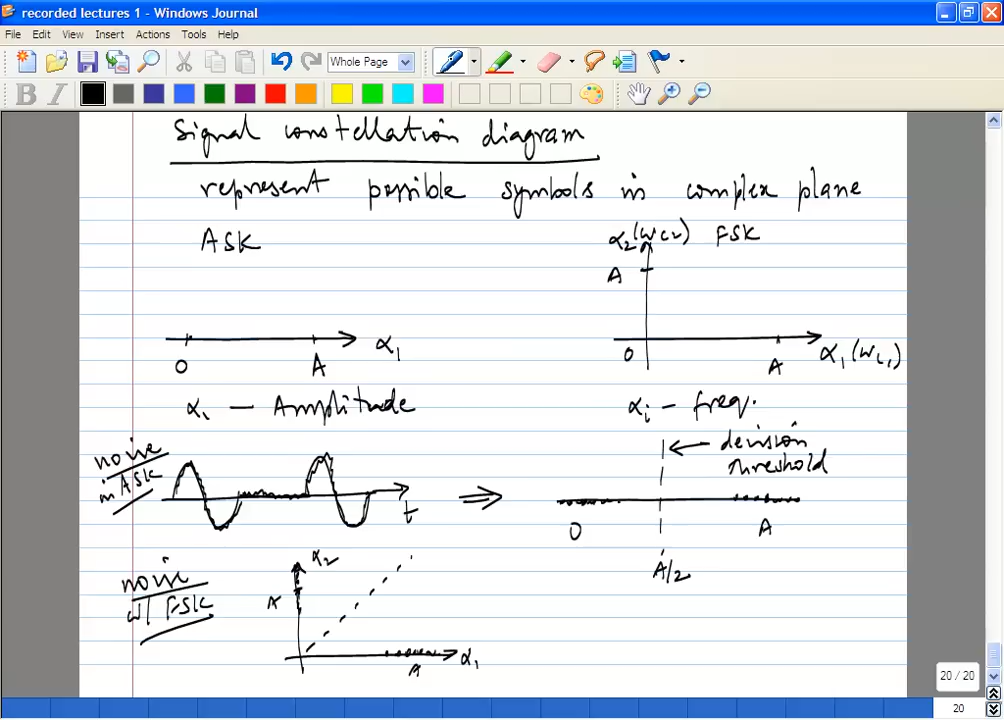 recorded lectures 1 - Windows Journal
File Edit View Insert Actions Tools Help
Whole Page
B I
Signal constellation diagram
represent possible symbols in complex plane
ASK
α2 (ωc2) FSK
A
0 A α1
0 A α1 (ωc1)
α1 — Amplitude
αi — freq.
noise
in ASK
t
decision
threshold
0 A
A/2
noise
w/ FSK
α2
A
A α1
20 / 20
20